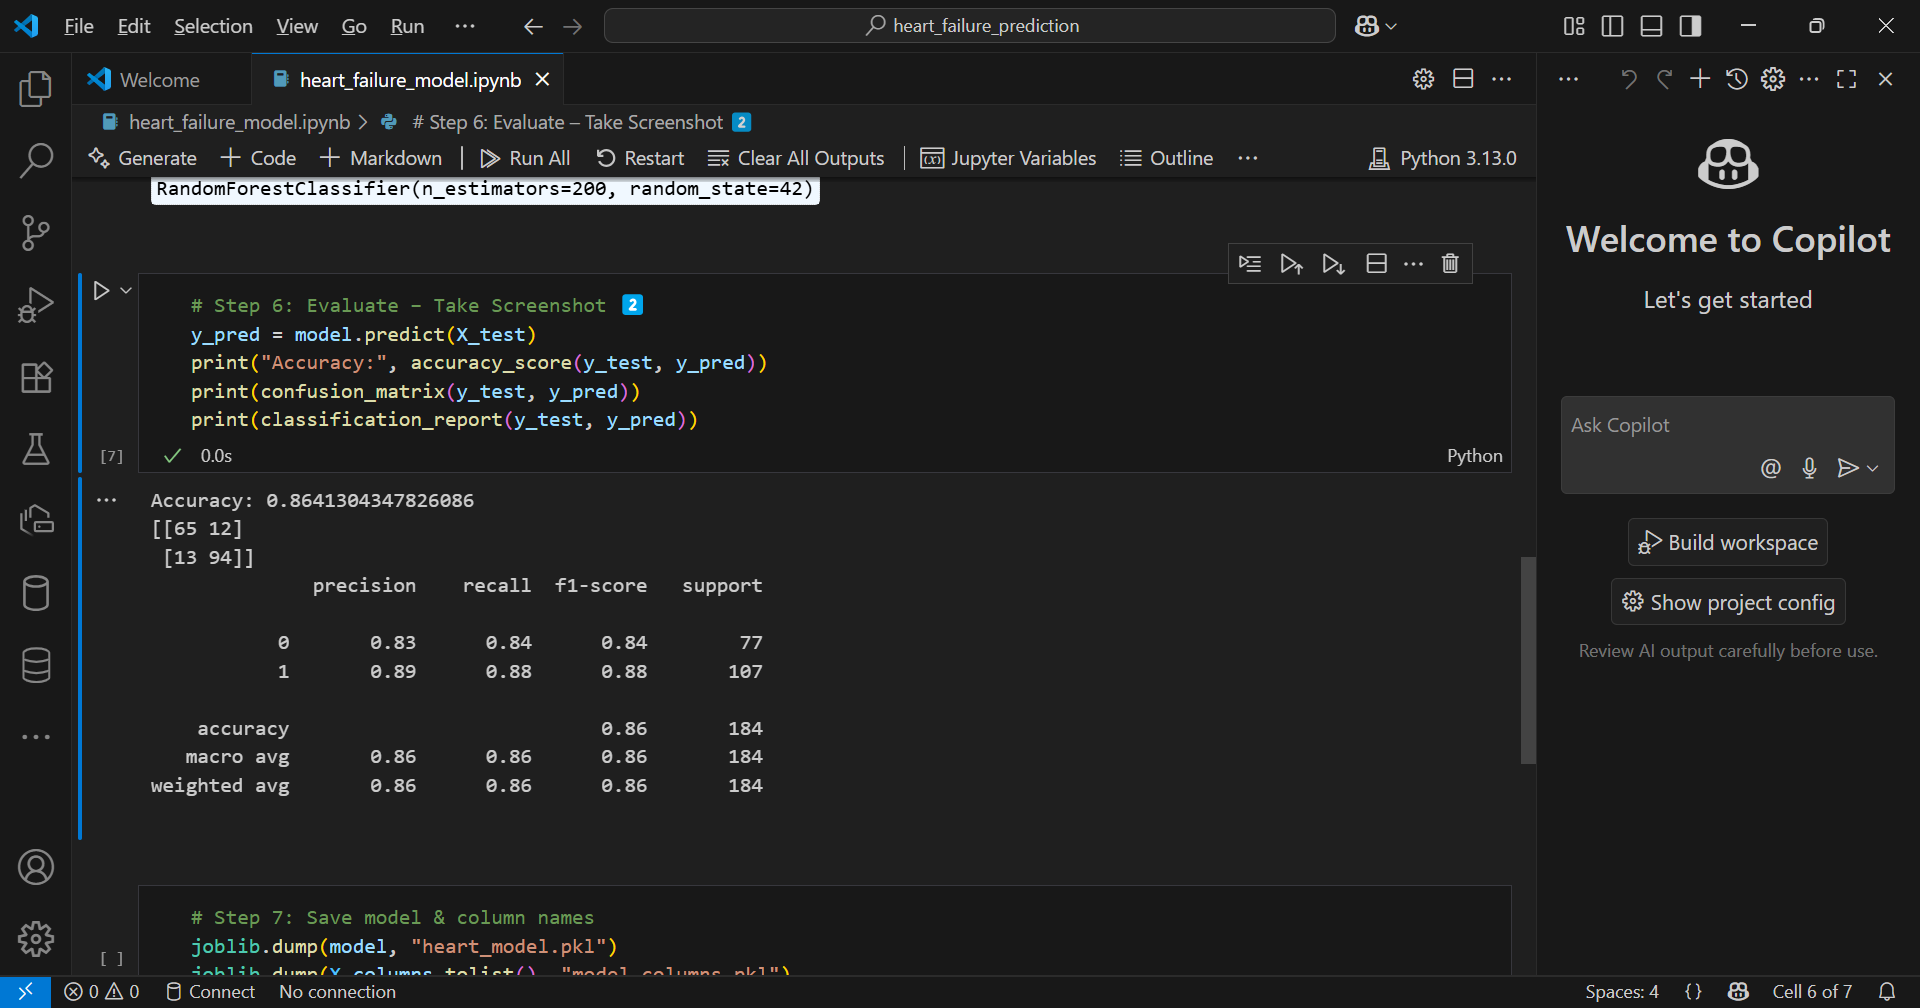 File Edit Selection View Go Run ··· heart_failure_prediction
Welcome heart_failure_model.ipynb
heart_failure_model.ipynb > # Step 6: Evaluate – Take Screenshot 2
Generate + Code + Markdown Run All Restart Clear All Outputs Jupyter Variables Outline ··· Python 3.13.0
RandomForestClassifier(n_estimators=200, random_state=42)
# Step 6: Evaluate – Take Screenshot 2
y_pred = model.predict(X_test)
print("Accuracy:", accuracy_score(y_test, y_pred))
print(confusion_matrix(y_test, y_pred))
print(classification_report(y_test, y_pred))
[7] 0.0s Python
Accuracy: 0.8641304347826086
[[65 12]
[13 94]]
precision recall f1-score support
0 0.83 0.84 0.84 77
1 0.89 0.88 0.88 107
accuracy 0.86 184
macro avg 0.86 0.86 0.86 184
weighted avg 0.86 0.86 0.86 184
# Step 7: Save model & column names
joblib.dump(model, "heart_model.pkl")
[ ]
joblib.dump(X.columns.tolist(), "model_columns.pkl")
Welcome to Copilot
Let's get started
Ask Copilot
@
Build workspace
Show project config
Review AI output carefully before use.
0 0 Connect No connection Spaces: 4 {} Cell 6 of 7